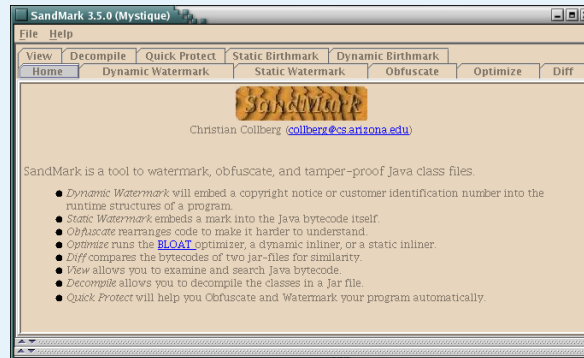 SandMark 3.5.0 (Mystique)
File Help
View Decompile Quick Protect Static Birthmark Dynamic Birthmark
Home Dynamic Watermark Static Watermark Obfuscate Optimize Diff
SandMark
Christian Collberg (collberg@cs.arizona.edu)
SandMark is a tool to watermark, obfuscate, and tamper-proof Java class files.
● Dynamic Watermark will embed a copyright notice or customer identification number into the
runtime structures of a program.
● Static Watermark embeds a mark into the Java bytecode itself.
● Obfuscate rearranges code to make it harder to understand.
● Optimize runs the BLOAT optimizer, a dynamic inliner, or a static inliner.
● Diff compares the bytecodes of two jar-files for similarity.
● View allows you to examine and search Java bytecode.
● Decompile allows you to decompile the classes in a Jar file.
● Quick Protect will help you Obfuscate and Watermark your program automatically.